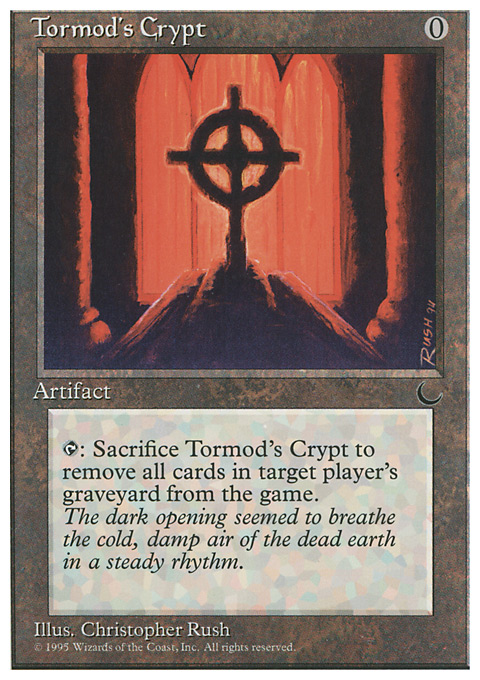 Tormod's Crypt 0
RUSH 94
Artifact
: Sacrifice Tormod's Crypt to
remove all cards in target player's
graveyard from the game.
The dark opening seemed to breathe
the cold, damp air of the dead earth
in a steady rhythm.
Illus. Christopher Rush
© 1995 Wizards of the Coast, Inc. All rights reserved.